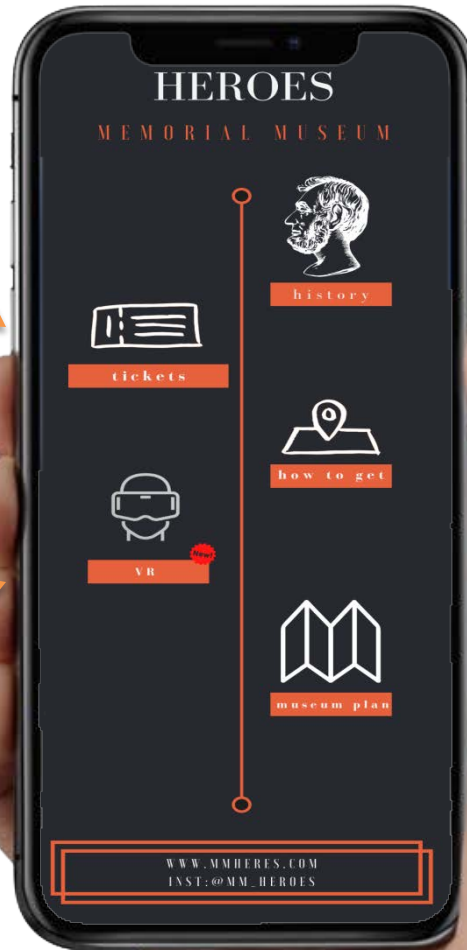 HEROES
MEMORIAL MUSEUM
history
tickets
how to get
New!
VR
museum plan
WWW.MMHERES.COM
INST:@MM_HEROES